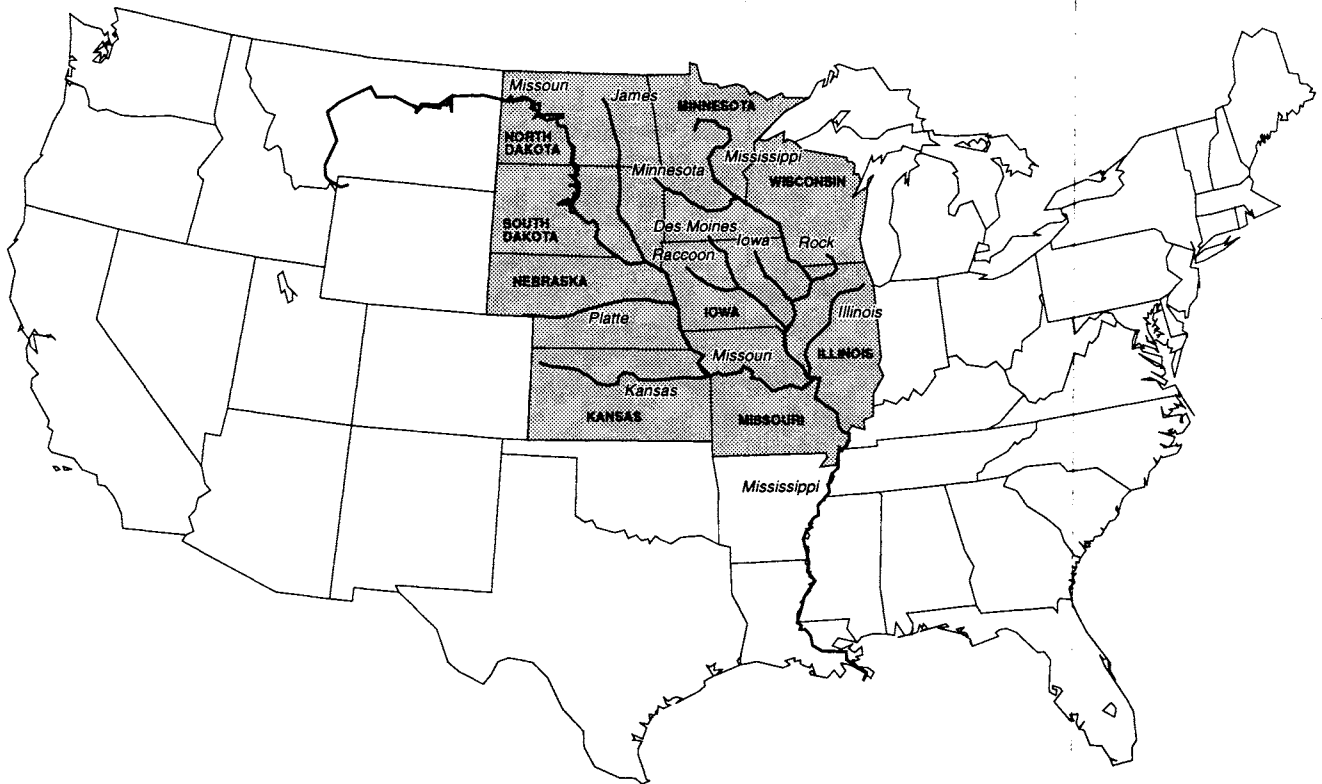 Missouri
James
MINNESOTA
NORTH
DAKOTA
Mississippi
Minnesota
WISCONSIN
SOUTH
DAKOTA
Des Moines
Iowa
Rock
Raccoon
NEBRASKA
IOWA
Illinois
Platte
Missouri
ILLINOIS
Kansas
KANSAS
MISSOURI
Mississippi